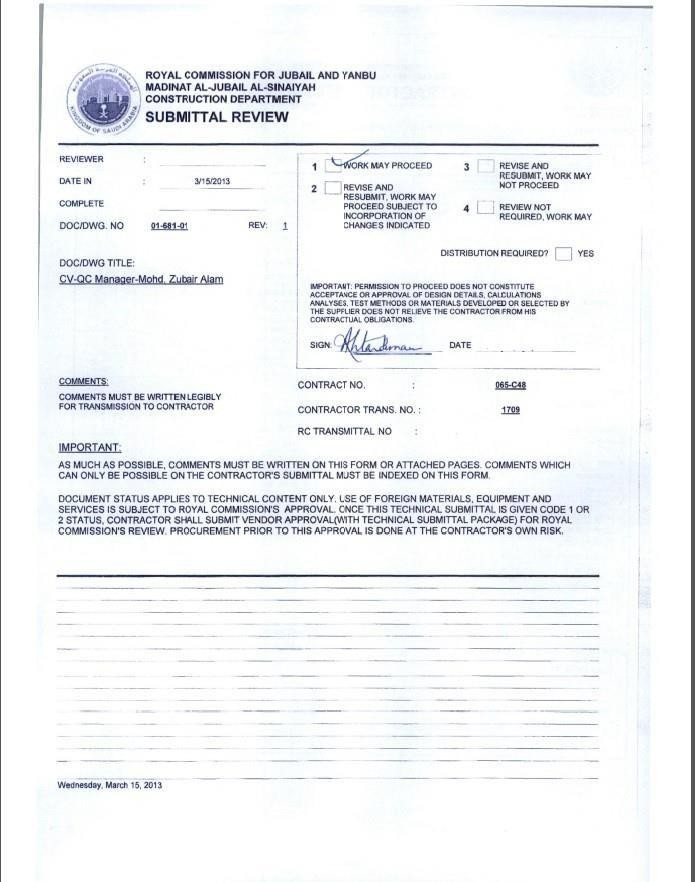 ROYAL COMMISSION FOR JUBAIL AND YANBU
MADINAT AL-JUBAIL AL-SINAIYAH
CONSTRUCTION DEPARTMENT
SUBMITTAL REVIEW
KINGDOM OF SAUDI ARABIA
REVIEWER :
DATE IN : 3/15/2013
COMPLETE
DOC/DWG. NO 01-681-01 REV: 1
DOC/DWG TITLE:
CV-QC Manager-Mohd. Zubair Alam
1 WORK MAY PROCEED
2 REVISE AND
RESUBMIT, WORK MAY
PROCEED SUBJECT TO
INCORPORATION OF
CHANGES INDICATED
3 REVISE AND
RESUBMIT, WORK MAY
NOT PROCEED
4 REVIEW NOT
REQUIRED, WORK MAY
DISTRIBUTION REQUIRED? YES
IMPORTANT: PERMISSION TO PROCEED DOES NOT CONSTITUTE
ACCEPTANCE OR APPROVAL OF DESIGN DETAILS, CALCULATIONS
ANALYSES, TEST METHODS OR MATERIALS DEVELOPED OR SELECTED BY
THE SUPPLIER DOES NOT RELIEVE THE CONTRACTOR FROM HIS
CONTRACTUAL OBLIGATIONS.
SIGN: DATE
COMMENTS:
COMMENTS MUST BE WRITTEN LEGIBLY
FOR TRANSMISSION TO CONTRACTOR
CONTRACT NO. : 065-C48
CONTRACTOR TRANS. NO. : 1709
RC TRANSMITTAL NO :
IMPORTANT:
AS MUCH AS POSSIBLE, COMMENTS MUST BE WRITTEN ON THIS FORM OR ATTACHED PAGES. COMMENTS WHICH
CAN ONLY BE POSSIBLE ON THE CONTRACTOR'S SUBMITTAL MUST BE INDEXED ON THIS FORM.
DOCUMENT STATUS APPLIES TO TECHNICAL CONTENT ONLY. USE OF FOREIGN MATERIALS, EQUIPMENT AND
SERVICES IS SUBJECT TO ROYAL COMMISSION'S APPROVAL. ONCE THIS TECHNICAL SUBMITTAL IS GIVEN CODE 1 OR
2 STATUS, CONTRACTOR SHALL SUBMIT VENDOR APPROVAL(WITH TECHNICAL SUBMITTAL PACKAGE) FOR ROYAL
COMMISSION'S REVIEW. PROCUREMENT PRIOR TO THIS APPROVAL IS DONE AT THE CONTRACTOR'S OWN RISK.
Wednesday, March 15, 2013